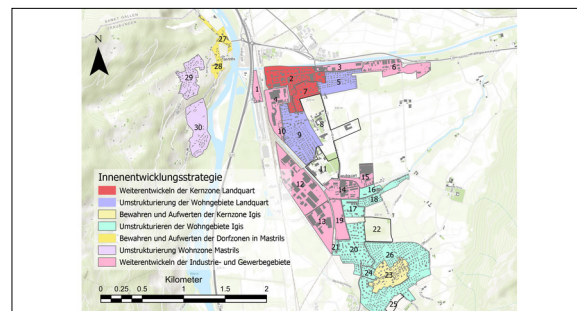 N
27
28
29
30
1
2
3
6
5
7
4
8
10
9
11
12
15
14
16
18
17
13
19
22
21
20
26
24
23
25
Innenentwicklungsstrategie
Weiterentwickeln der Kernzone Landquart
Umstrukturierung der Wohngebiete Landquart
Bewahren und Aufwerten der Kernzone Igis
Umstrukturieren der Wohngebiete Igis
Bewahren und Aufwerten der Dorfzonen in Mastrils
Umstrukturierung Wohnzone Mastrils
Weiterentwickeln der Industrie- und Gewerbegebiete
Kilometer
0 0.25 0.5 1 1.5 2